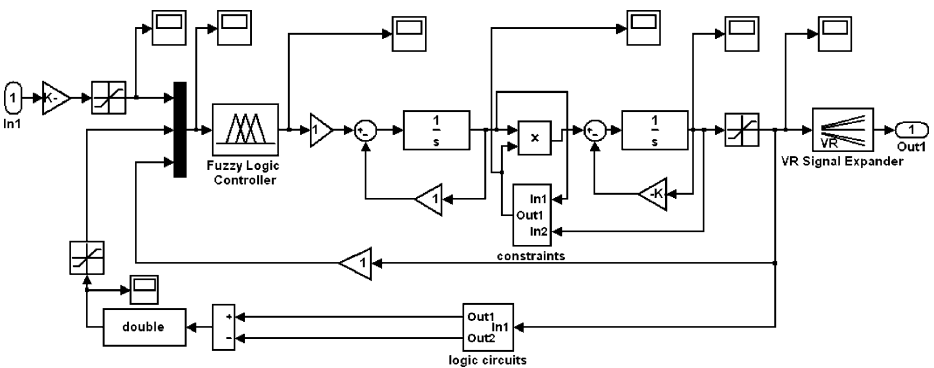 1
In1
K-
Fuzzy Logic
Controller
1
+
-
1
s
1
x
In1
Out1
In2
constraints
+
-
1
s
-K
VR
VR Signal Expander
1
Out1
1
double
+
-
Out1
In1
Out2
logic circuits